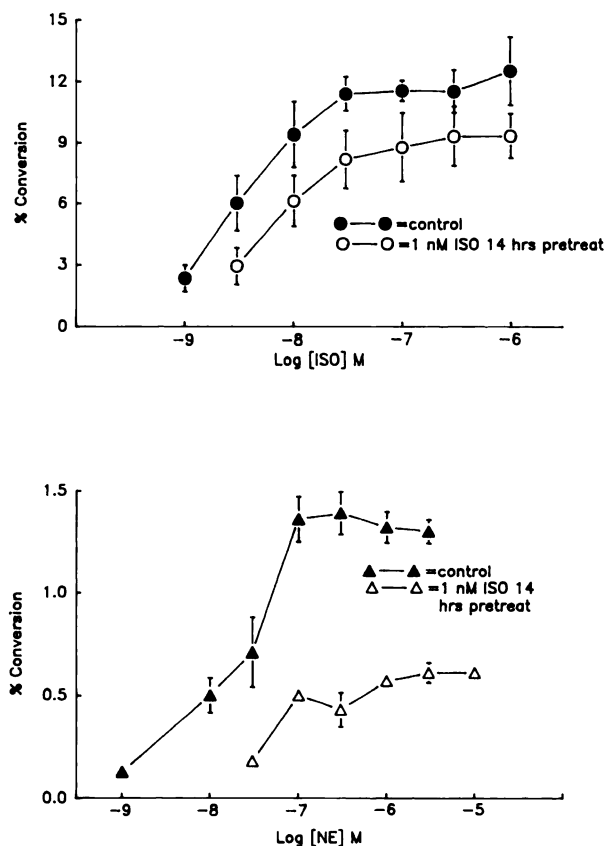 % Conversion
15
12
9
6
3
0
●—●=control
○—○=1 nM ISO 14 hrs pretreat
−9
−8
−7
−6
Log [ISO] M
% Conversion
1.5
1.0
0.5
0.0
▲—▲=control
△—△=1 nM ISO 14
hrs pretreat
−9
−8
−7
−6
−5
Log [NE] M